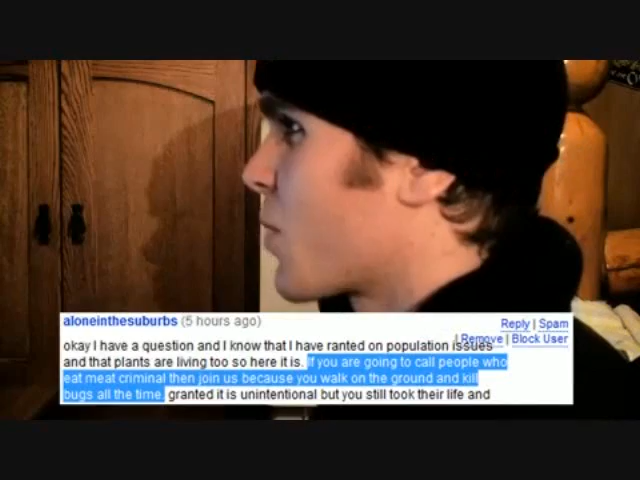 aloneinthesuburbs (5 hours ago)
Reply | Spam
| Remove | Block User
okay I have a question and I know that I have ranted on population issues
and that plants are living too so here it is. If you are going to call people who
eat meat criminal then join us because you walk on the ground and kill
bugs all the time. granted it is unintentional but you still took their life and